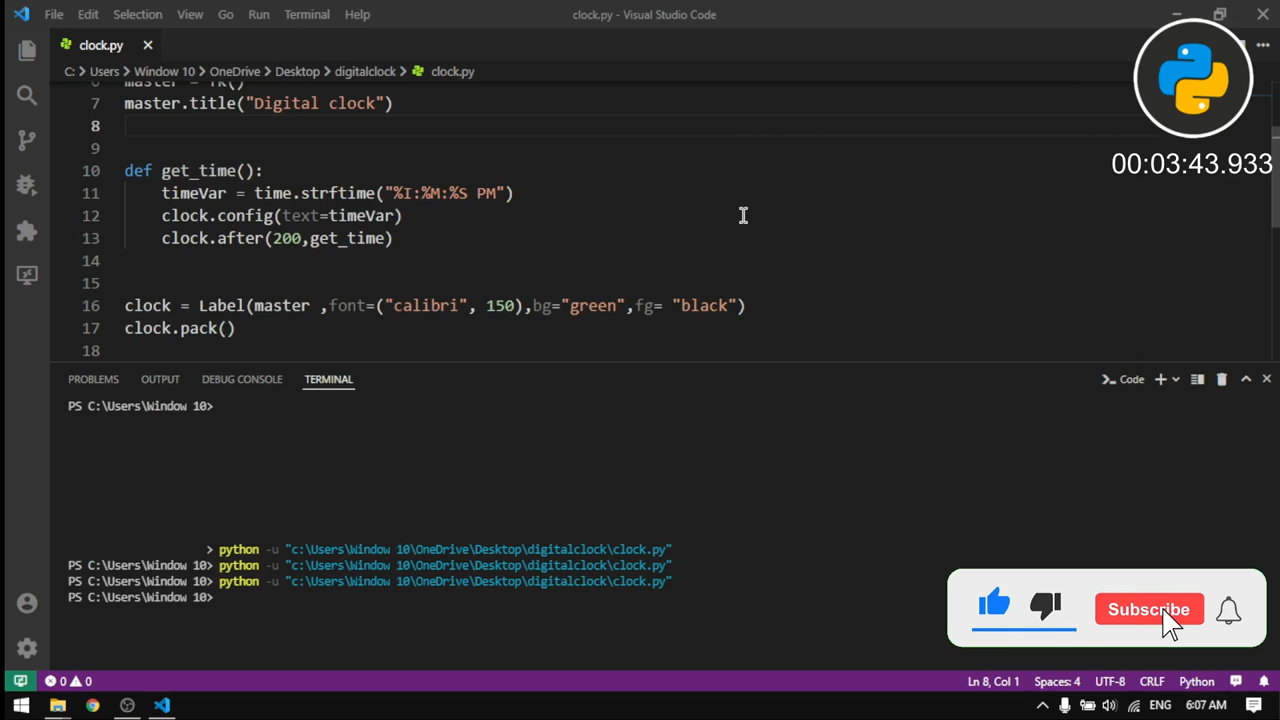 File Edit Selection View Go Run Terminal Help clock.py - Visual Studio Code
clock.py
C: > Users > Window 10 > OneDrive > Desktop > digitalclock > clock.py
00:03:43.933
6 master = Tk()
7 master.title("Digital clock")
8
9
10 def get_time():
11 timeVar = time.strftime("%I:%M:%S PM")
12 clock.config(text=timeVar)
13 clock.after(200,get_time)
14
15
16 clock = Label(master ,font=("calibri", 150),bg="green",fg= "black")
17 clock.pack()
18
PROBLEMS OUTPUT DEBUG CONSOLE TERMINAL Code
PS C:\Users\Window 10>
> python -u "c:\Users\Window 10\OneDrive\Desktop\digitalclock\clock.py"
PS C:\Users\Window 10> python -u "c:\Users\Window 10\OneDrive\Desktop\digitalclock\clock.py"
PS C:\Users\Window 10> python -u "c:\Users\Window 10\OneDrive\Desktop\digitalclock\clock.py"
PS C:\Users\Window 10>
Subscribe
0 0 Ln 8, Col 1 Spaces: 4 UTF-8 CRLF Python
ENG 6:07 AM